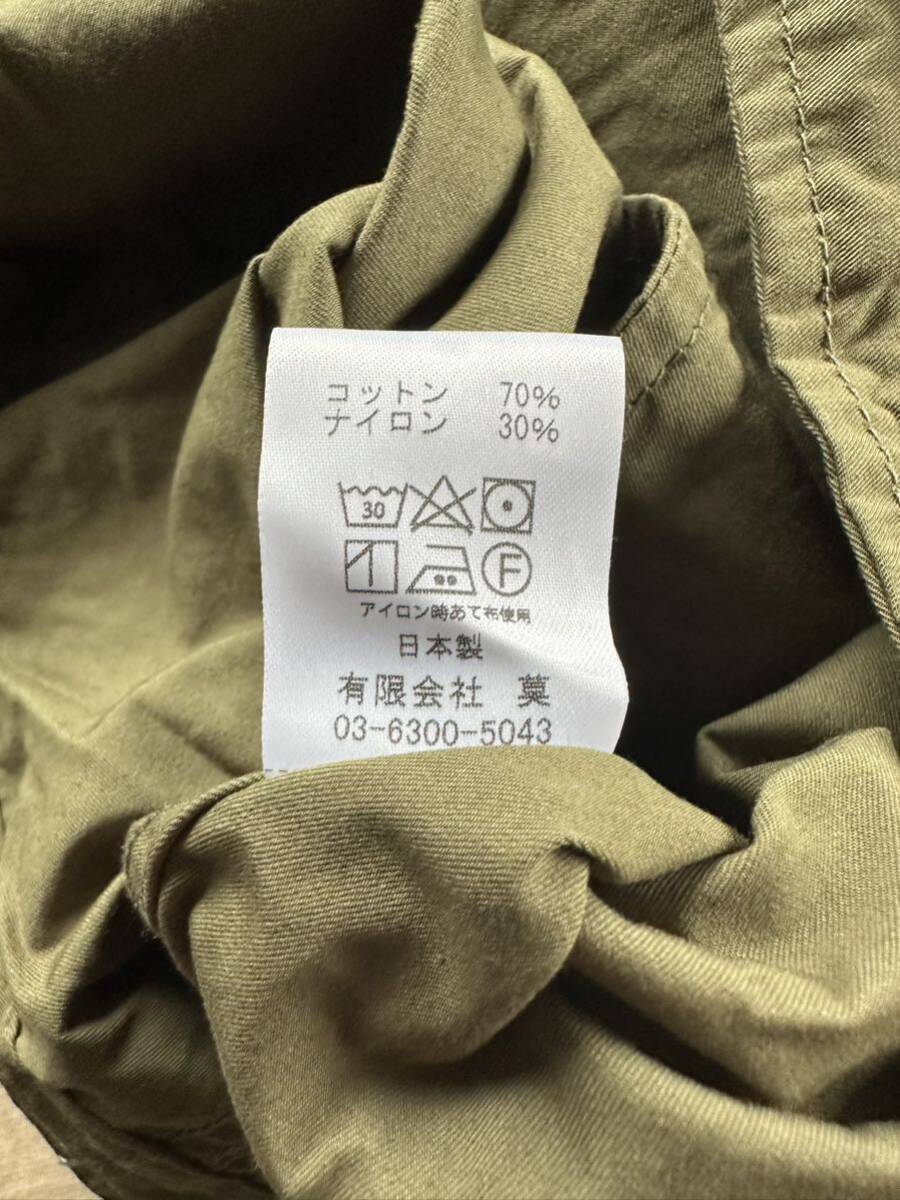 コットン 70%
ナイロン 30%
30
F
アイロン時あて布使用
日本製
有限会社 莫
03-6300-5043